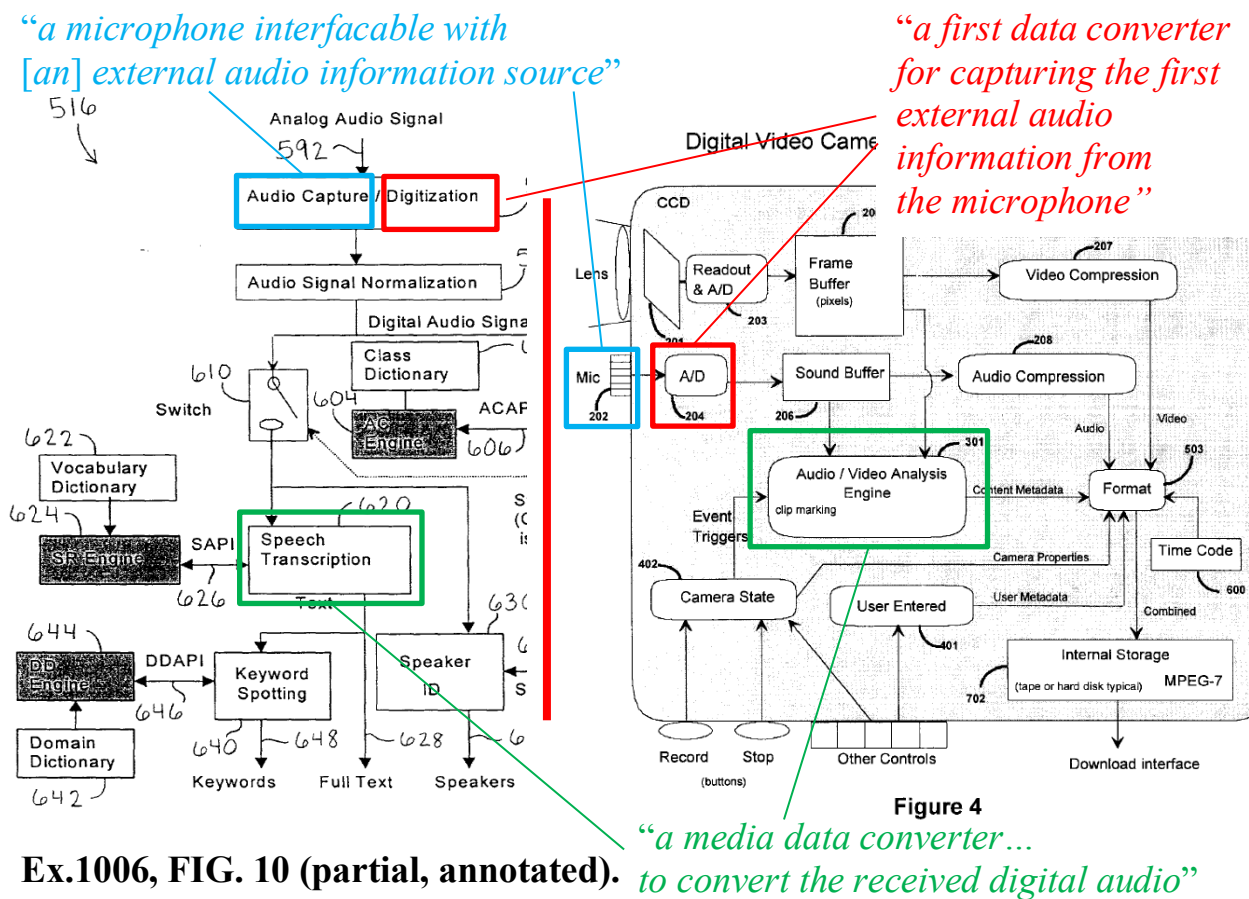 “a microphone interfacable with
[an] external audio information source”
“a first data converter
for capturing the first
external audio
information from
the microphone”
516
Analog Audio Signal
592
Audio Capture / Digitization
5
Audio Signal Normalization
5
Digital Audio Signa
Class
Dictionary
6
610
Switch
604
AC
Engine
ACAP
606
622
Vocabulary
Dictionary
624
SR Engine
SAPI
626
620
Speech
Transcription
Text
S
(C
is
630
Speaker
ID
6
S
644
DD
Engine
DDAPI
646
Keyword
Spotting
640
648
628
6
Domain
Dictionary
642
Keywords
Full Text
Speakers
Digital Video Came
CCD
Lens
201
Readout
& A/D
203
20
Frame
Buffer
(pixels)
207
Video Compression
Mic
202
A/D
204
Sound Buffer
206
208
Audio Compression
Audio
Video
301
Audio / Video Analysis
Engine
clip marking
Content Metadata
503
Format
Event
Triggers
Camera Properties
Time Code
600
402
Camera State
User Entered
401
User Metadata
Combined
Internal Storage
(tape or hard disk typical)
MPEG-7
702
Record
Stop
(buttons)
Other Controls
Download interface
Figure 4
“a media data converter…
to convert the received digital audio”
Ex.1006, FIG. 10 (partial, annotated).